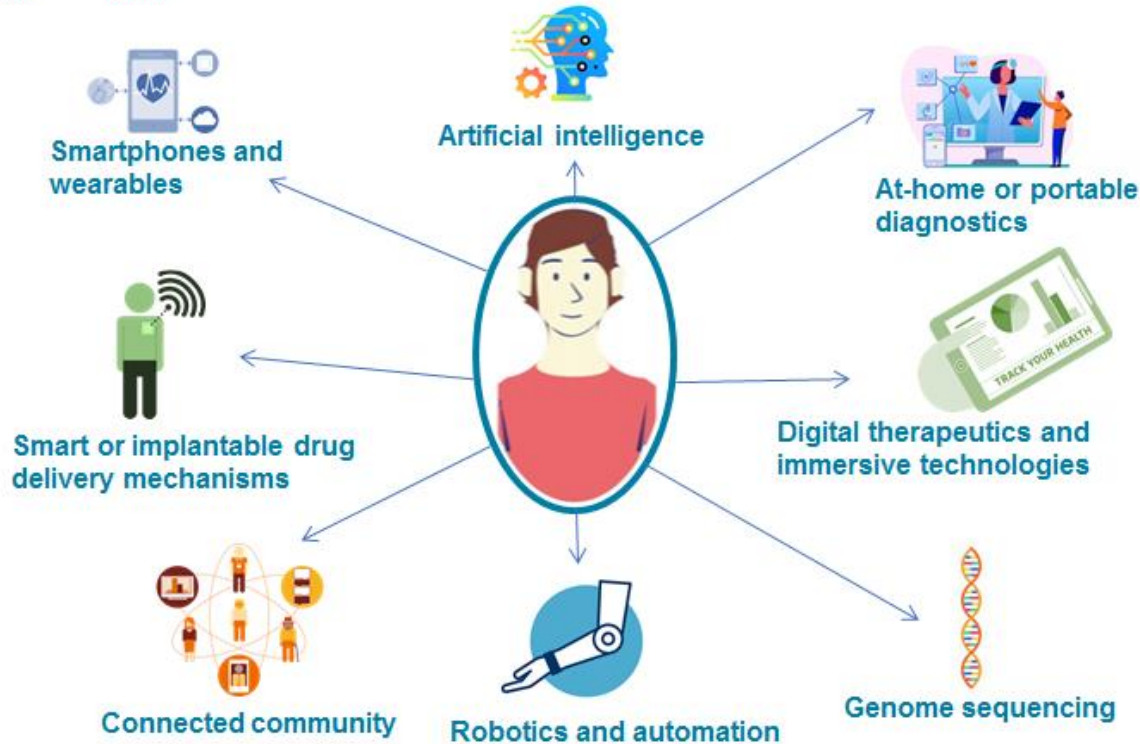 Artificial intelligence
Smartphones and
wearables
At-home or portable
diagnostics
TRACK YOUR HEALTH
Smart or implantable drug
delivery mechanisms
Digital therapeutics and
immersive technologies
Connected community
Robotics and automation
Genome sequencing